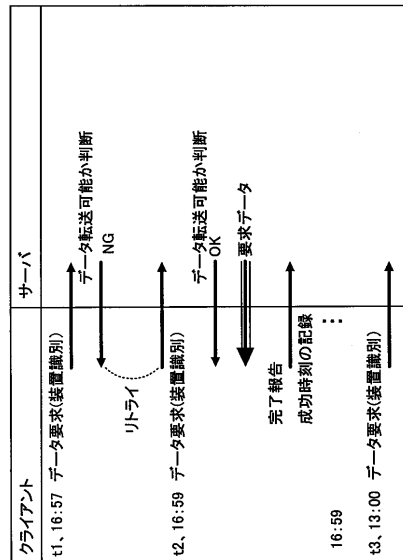 クライアント
サーバ
t1、16:57 データ要求(装置識別)
データ転送可能か判断
NG
リトライ
t2、16:59 データ要求(装置識別)
データ転送可能か判断
OK
要求データ
完了報告
成功時刻の記録
16:59
t3、13:00 データ要求(装置識別)